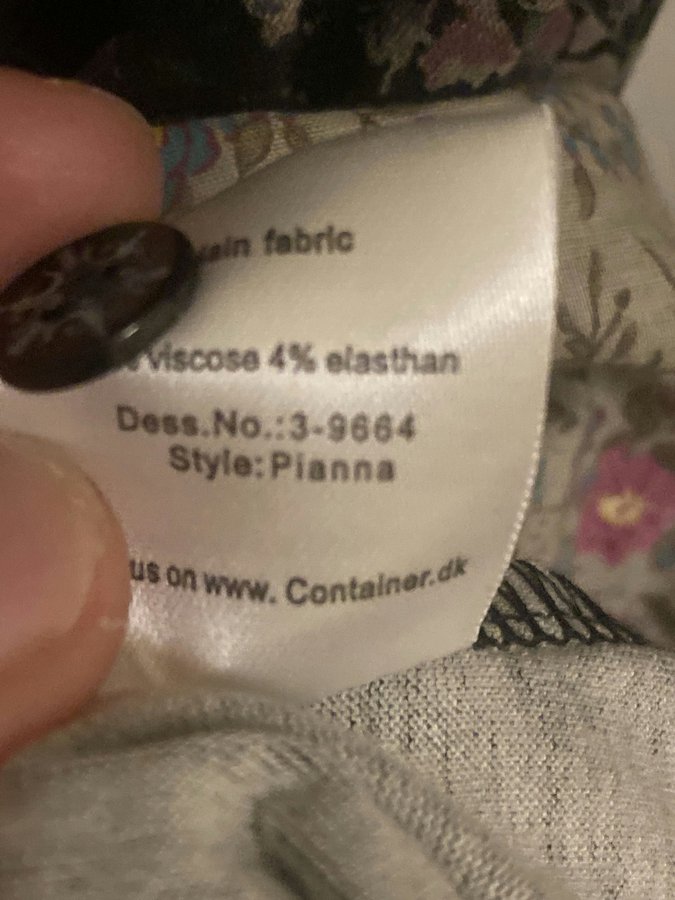 fabric
viscose 4% elasthan
Dess.No.:3-9664
Style:Pianna
us on www. Container.dk